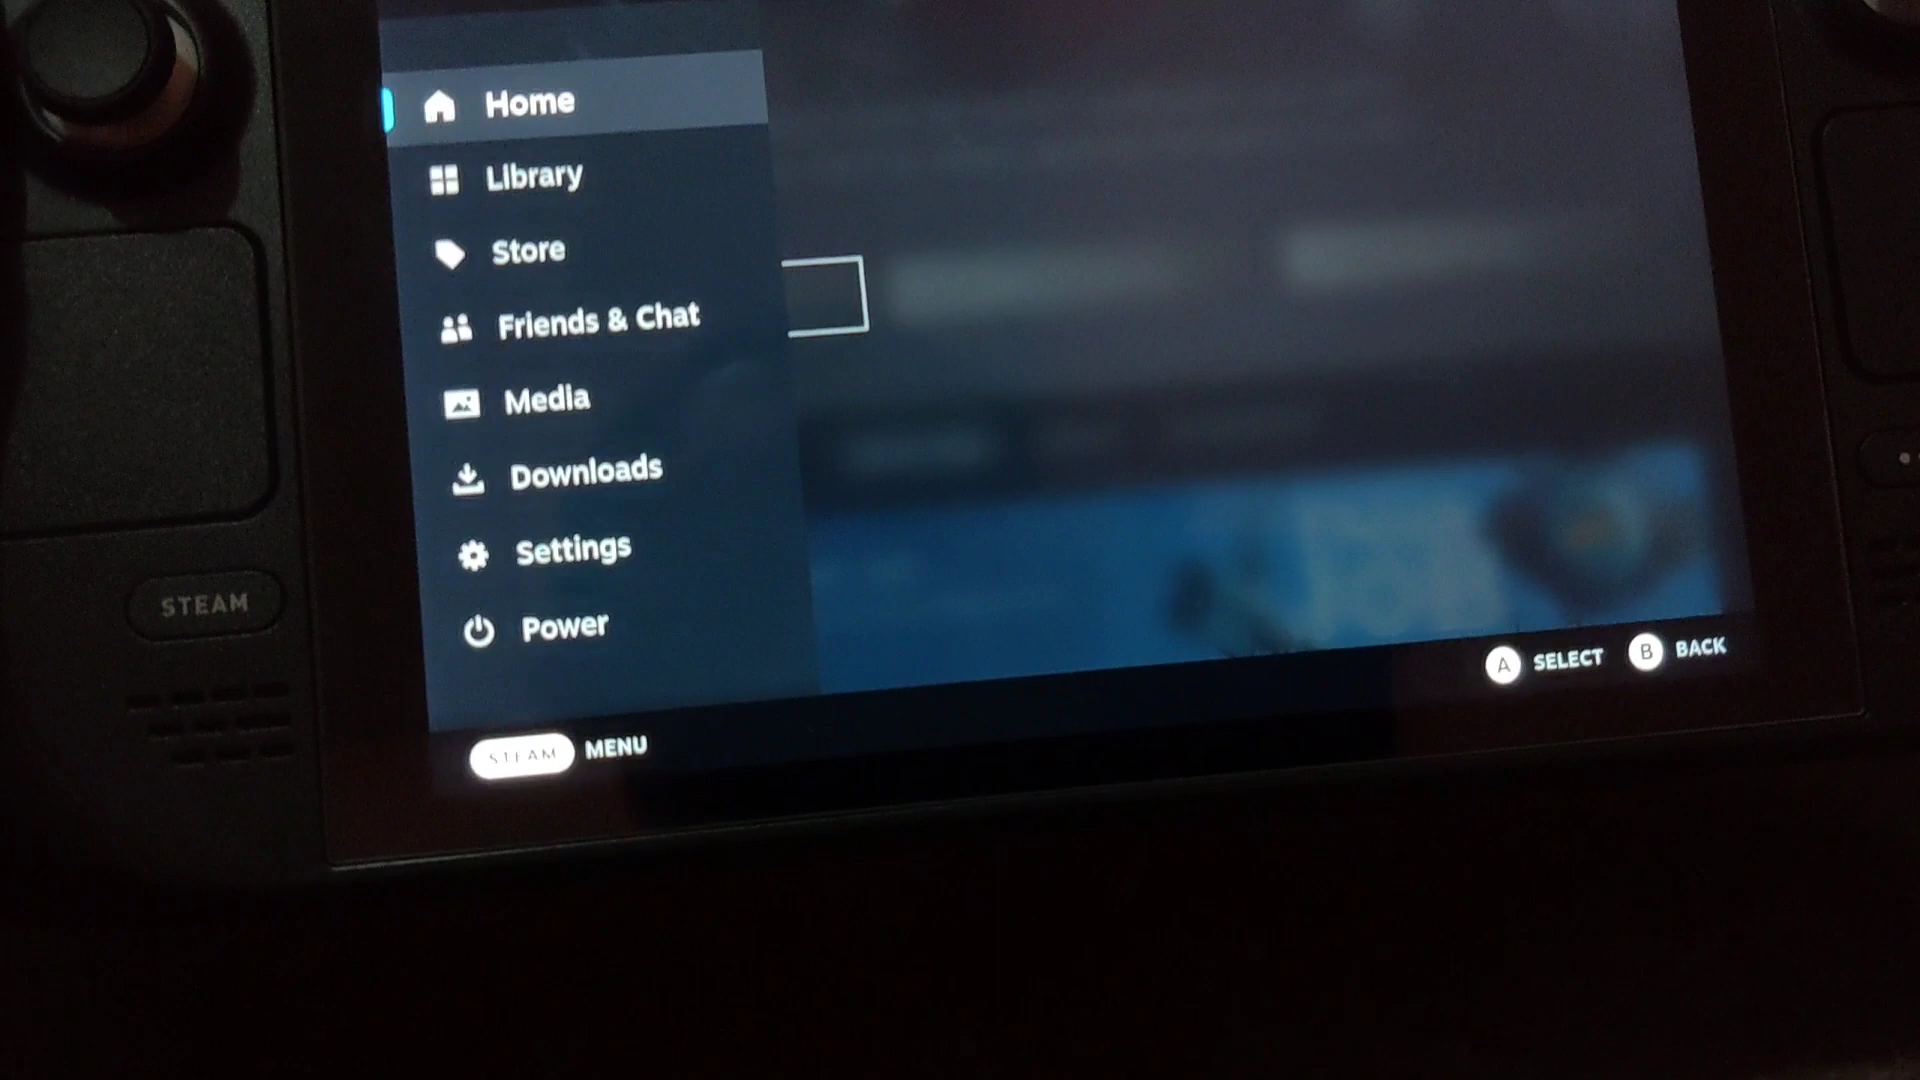 Home
Library
Store
Friends & Chat
Media
Downloads
Settings
Power
STEAM
A SELECT B BACK
STEAM MENU